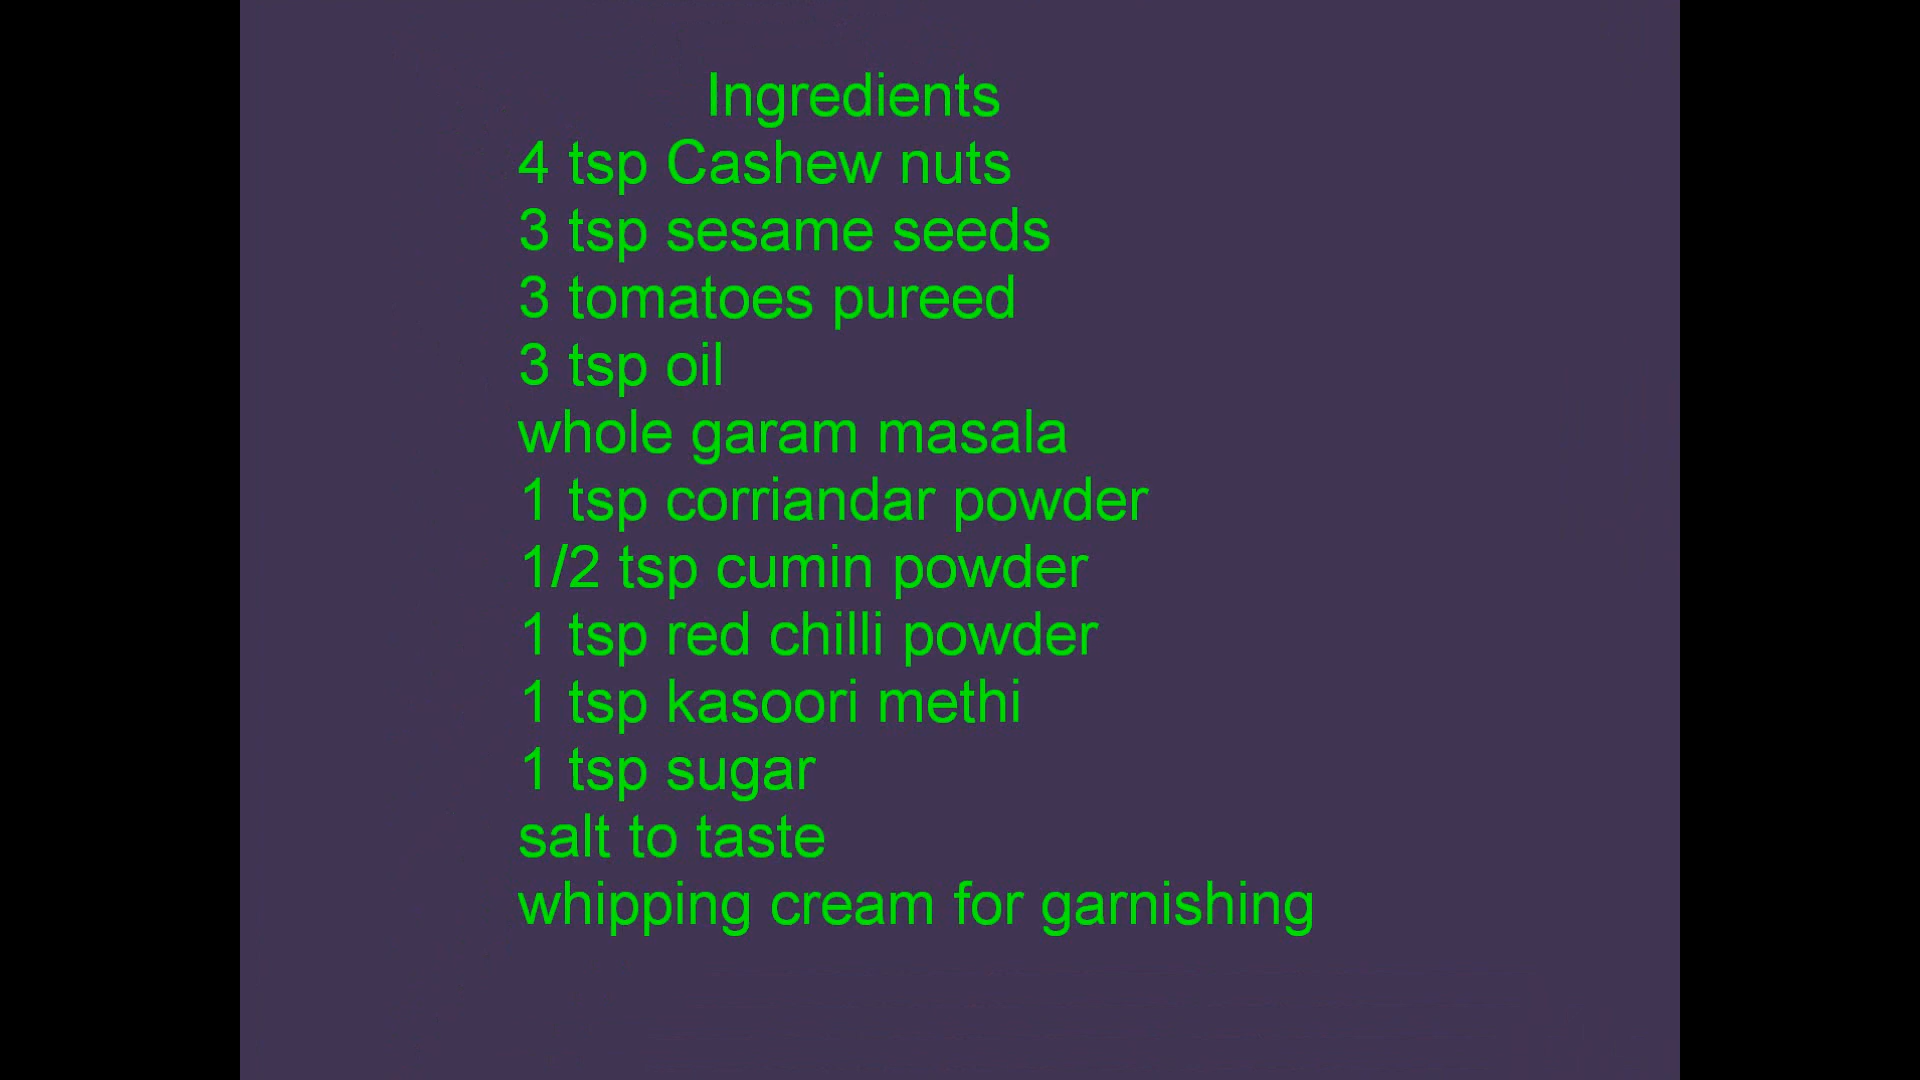 Ingredients
4 tsp Cashew nuts
3 tsp sesame seeds
3 tomatoes pureed
3 tsp oil
whole garam masala
1 tsp corriandar powder
1/2 tsp cumin powder
1 tsp red chilli powder
1 tsp kasoori methi
1 tsp sugar
salt to taste
whipping cream for garnishing